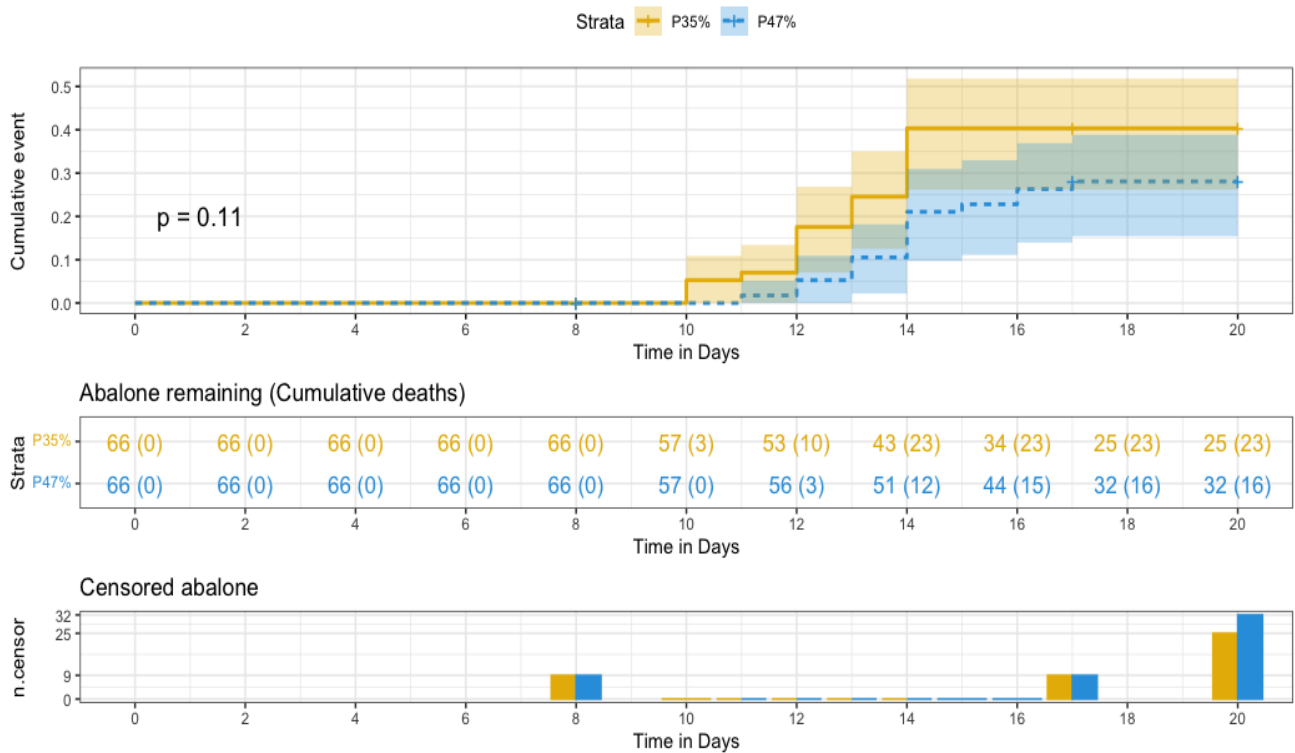 Strata P35% P47%
0.5
0.4
0.3
0.2
0.1
0.0
Cumulative event
p = 0.11
0 2 4 6 8 10 12 14 16 18 20
Time in Days
Abalone remaining (Cumulative deaths)
Strata
P35% 66 (0) 66 (0) 66 (0) 66 (0) 66 (0) 57 (3) 53 (10) 43 (23) 34 (23) 25 (23) 25 (23)
P47% 66 (0) 66 (0) 66 (0) 66 (0) 66 (0) 57 (0) 56 (3) 51 (12) 44 (15) 32 (16) 32 (16)
0 2 4 6 8 10 12 14 16 18 20
Time in Days
Censored abalone
n.censor
32
25
9
0
0 2 4 6 8 10 12 14 16 18 20
Time in Days